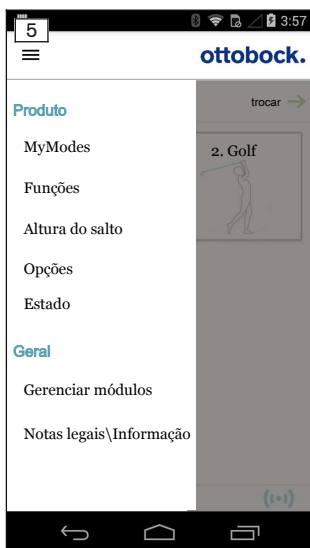 5
3:57
ottobock.
Produto
trocar
MyModes
2. Golf
Funções
Altura do salto
Opções
Estado
Geral
Gerenciar módulos
Notas legais\Informação